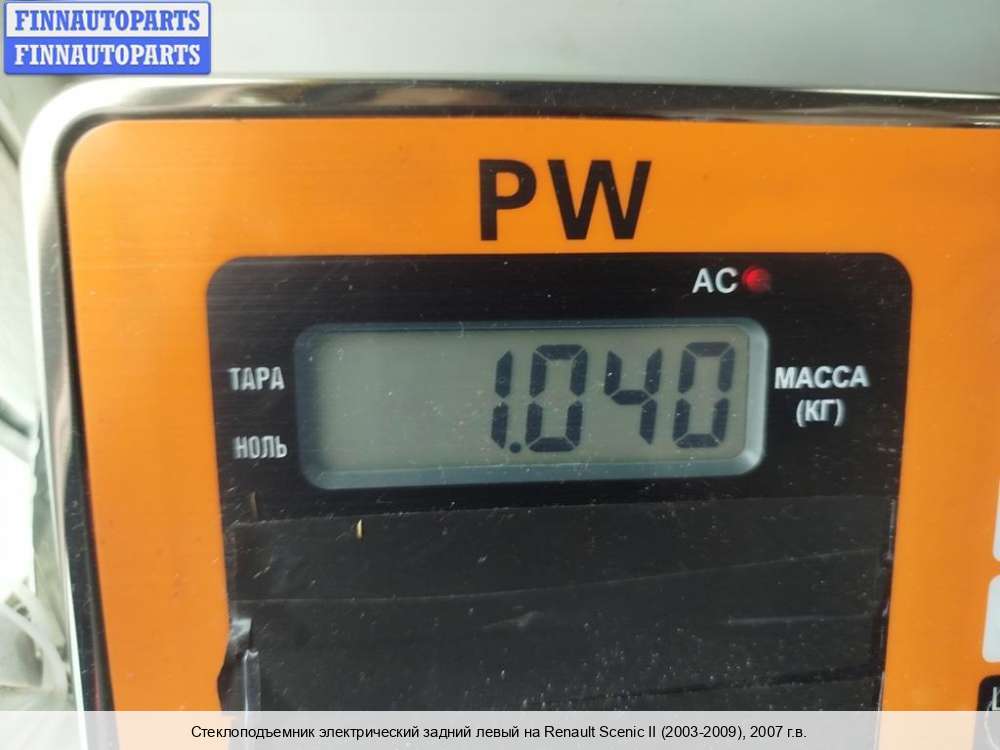 FINNAUTOPARTS
FINNAUTOPARTS
PW
AC
ТАРА
1.040
МАССА
(КГ)
НОЛЬ
Стеклоподъемник электрический задний левый на Renault Scenic II (2003-2009), 2007 г.в.